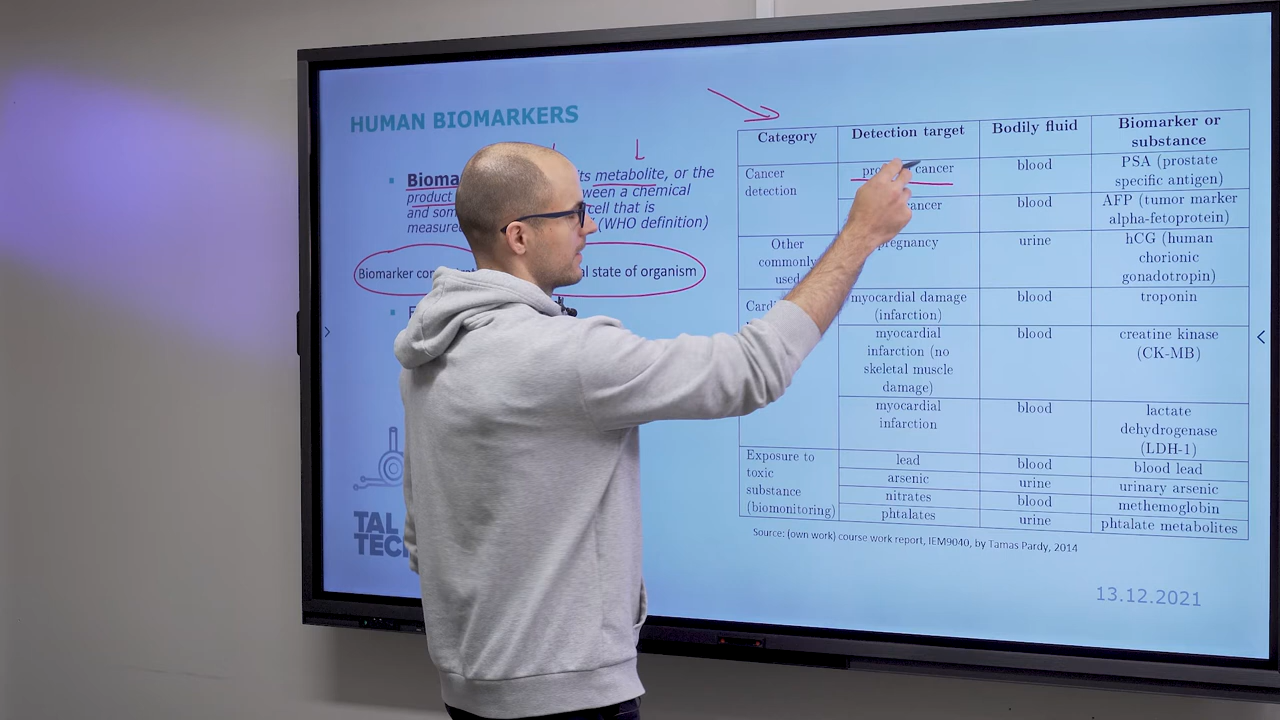 HUMAN BIOMARKERS
Bioma ts metabolite, or the
product ween a chemical
and som cell that is
measure (WHO definition)
Biomarker con al state of organism
TAL
TECH
Category Detection target Bodily fluid Biomarker or substance
Cancer detection
cancer blood PSA (prostate specific antigen)
cancer blood AFP (tumor marker alpha-fetoprotein)
Other commonly used
pregnancy urine hCG (human chorionic gonadotropin)
myocardial damage (infarction) blood troponin
myocardial infarction (no skeletal muscle damage) blood creatine kinase (CK-MB)
myocardial infarction blood lactate dehydrogenase (LDH-1)
Exposure to toxic substance (biomonitoring)
lead blood blood lead
arsenic urine urinary arsenic
nitrates blood methemoglobin
phtalates urine phtalate metabolites
Source: (own work) course work report, IEM9040, by Tamas Pardy, 2014
13.12.2021